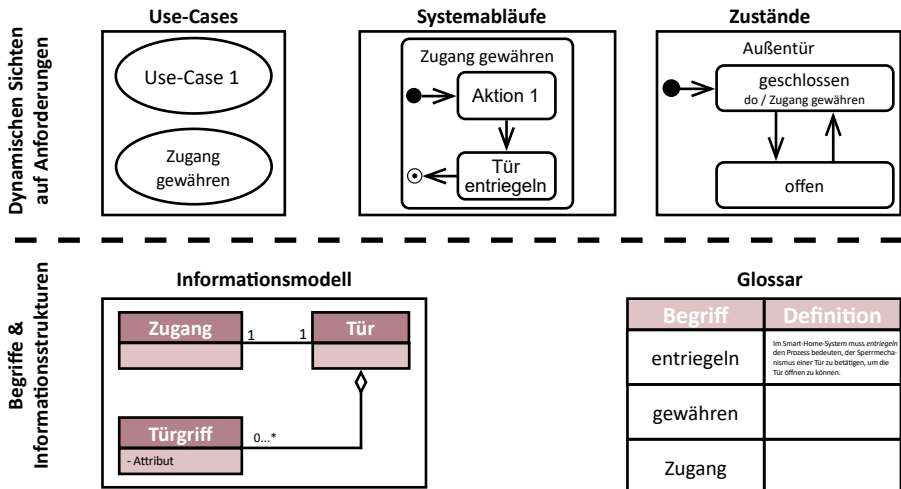 Dynamischen Sichten
auf Anforderungen
Use-Cases
Use-Case 1
Zugang
gewähren
Systemabläufe
Zugang gewähren
Aktion 1
Tür
entriegeln
Zustände
Außentür
geschlossen
do / Zugang gewähren
offen
Begriffe &
Informationsstrukturen
Informationsmodell
Zugang
1
1
Tür
Türgriff
0...*
- Attribut
Glossar
Begriff
Definition
entriegeln
Im Smart-Home-System muss entriegeln
den Prozess bedeuten, der Sperrmecha-
nismus einer Tür zu betätigen, um die
Tür öffnen zu können.
gewähren
Zugang